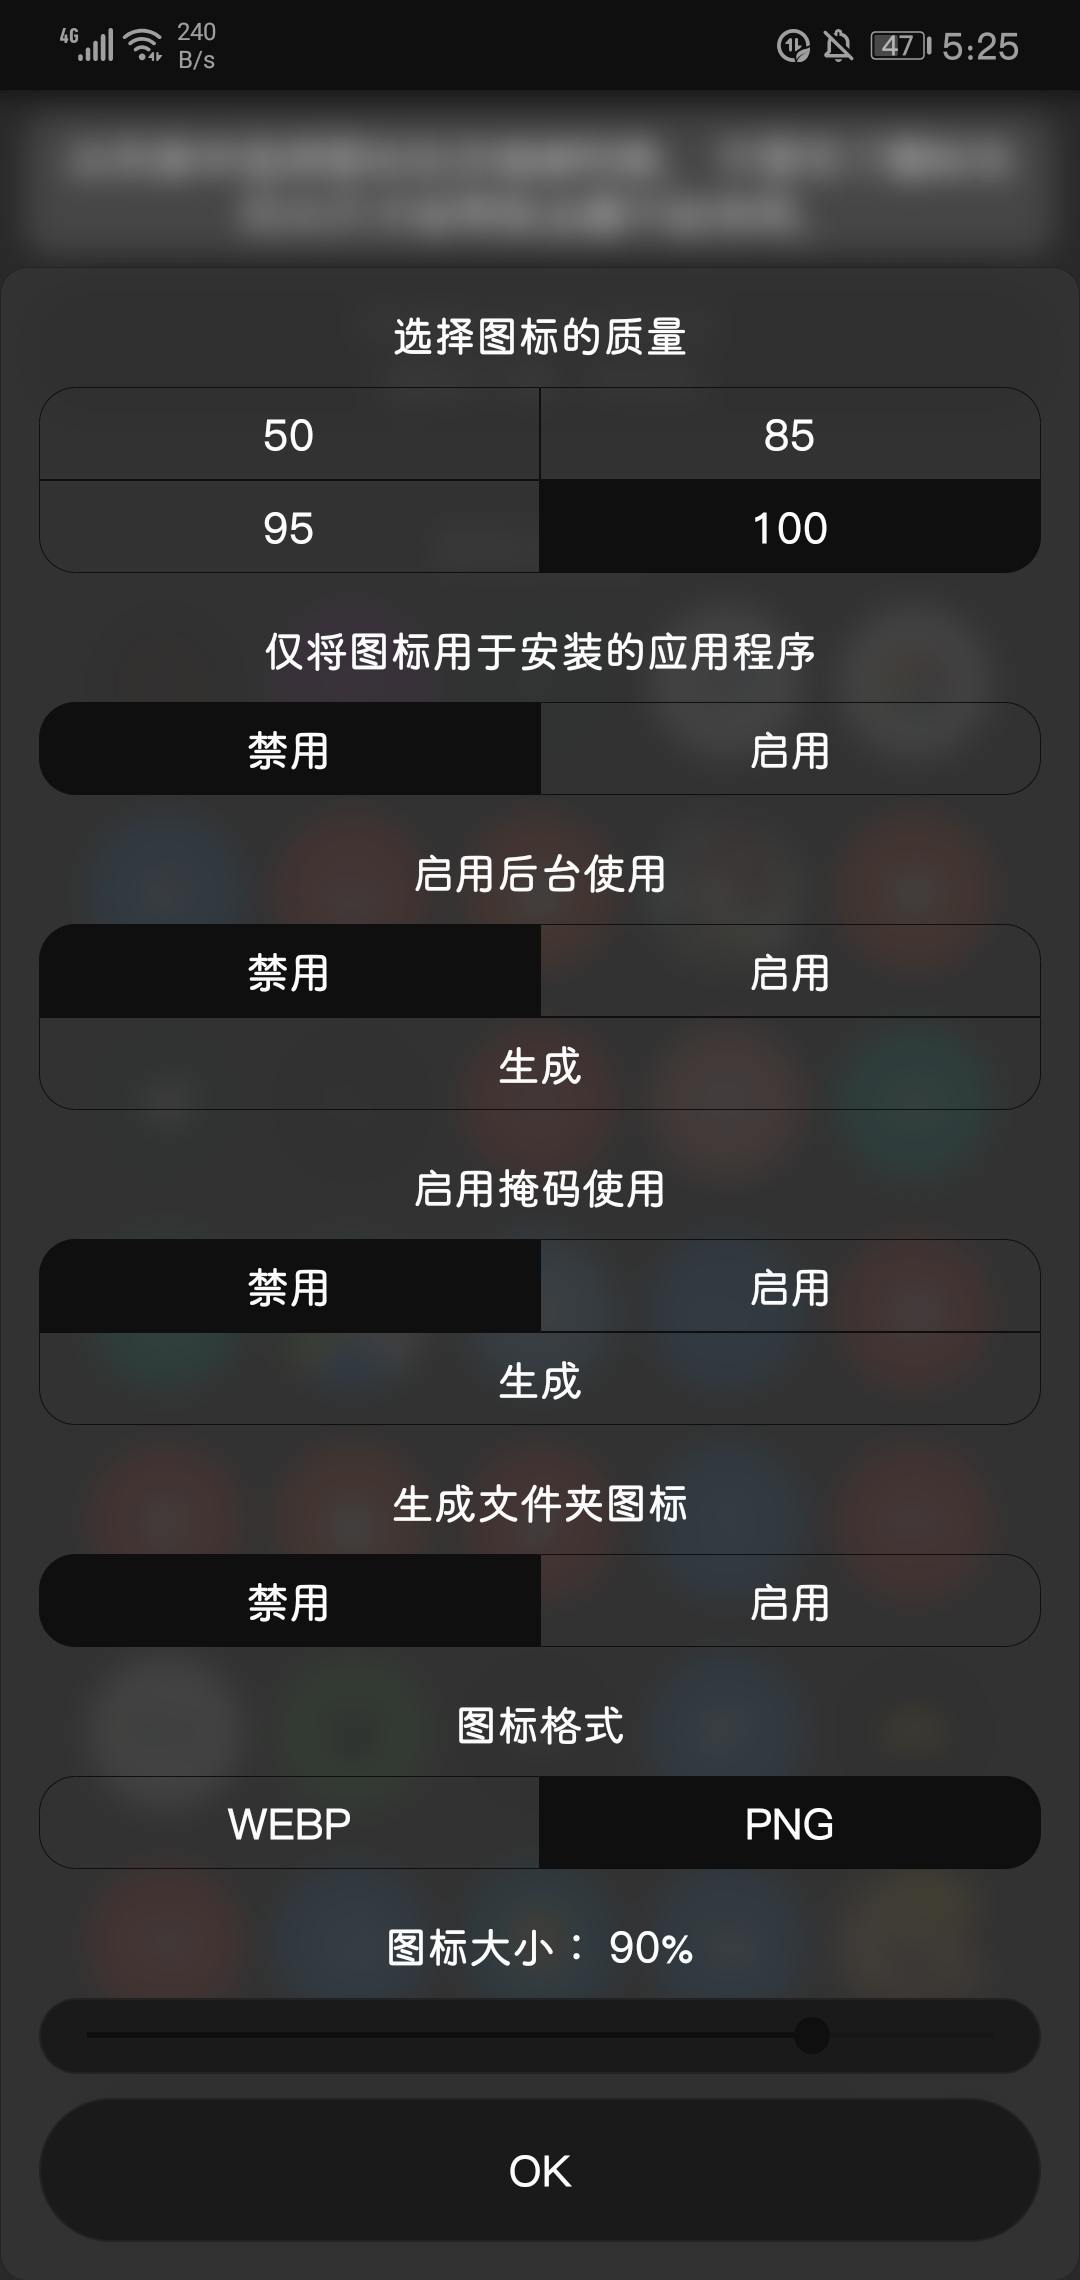 4G 240 B/s 47 5:25
选择图标的质量
50 85
95 100
仅将图标用于安装的应用程序
禁用 启用
启用后台使用
禁用 启用
生成
启用掩码使用
禁用 启用
生成
生成文件夹图标
禁用 启用
图标格式
WEBP PNG
图标大小： 90%
OK